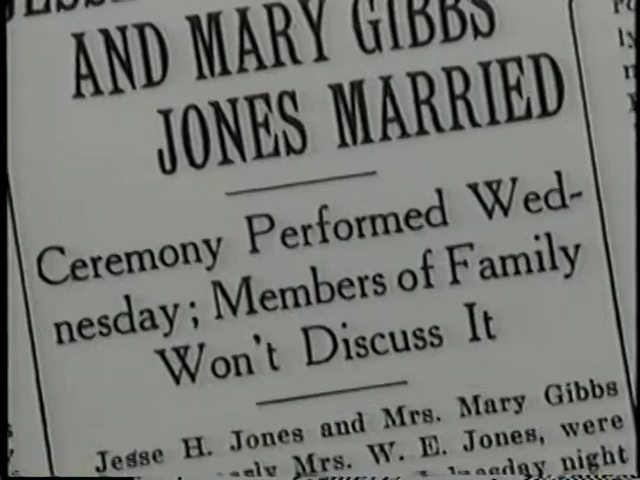 AND MARY GIBBS
JONES MARRIED
Ceremony Performed Wed-
nesday; Members of Family
Won't Discuss It
Jesse H. Jones and Mrs. Mary Gibbs
Mrs. W. E. Jones, were
night